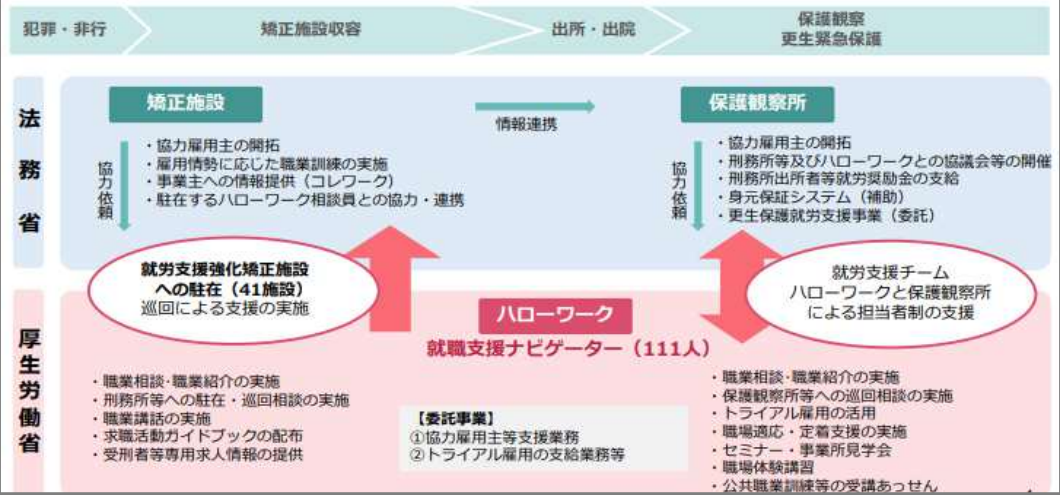 犯罪・非行
矯正施設収容
出所・出院
保護観察
更生緊急保護
法務省
矯正施設
情報連携
保護観察所
協力依頼
・協力雇用主の開拓
・雇用情勢に応じた職業訓練の実施
・事業主への情報提供（コレワーク）
・駐在するハローワーク相談員との協力・連携
協力依頼
・協力雇用主の開拓
・刑務所等及びハローワークとの協議会等の開催
・刑務所出所者等就労奨励金の支給
・身元保証システム（補助）
・更生保護就労支援事業（委託）
就労支援強化矯正施設
への駐在（41施設）
巡回による支援の実施
就労支援チーム
ハローワークと保護観察所
による担当者制の支援
厚生労働省
ハローワーク
就職支援ナビゲーター（111人）
・職業相談･職業紹介の実施
・刑務所等への駐在・巡回相談の実施
・職業講話の実施
・求職活動ガイドブックの配布
・受刑者等専用求人情報の提供
【委託事業】
①協力雇用主等支援業務
②トライアル雇用の支給業務等
・職業相談･職業紹介の実施
・保護観察所等への巡回相談の実施
・トライアル雇用の活用
・職場適応・定着支援の実施
・セミナー・事業所見学会
・職場体験講習
・公共職業訓練等の受講あっせん